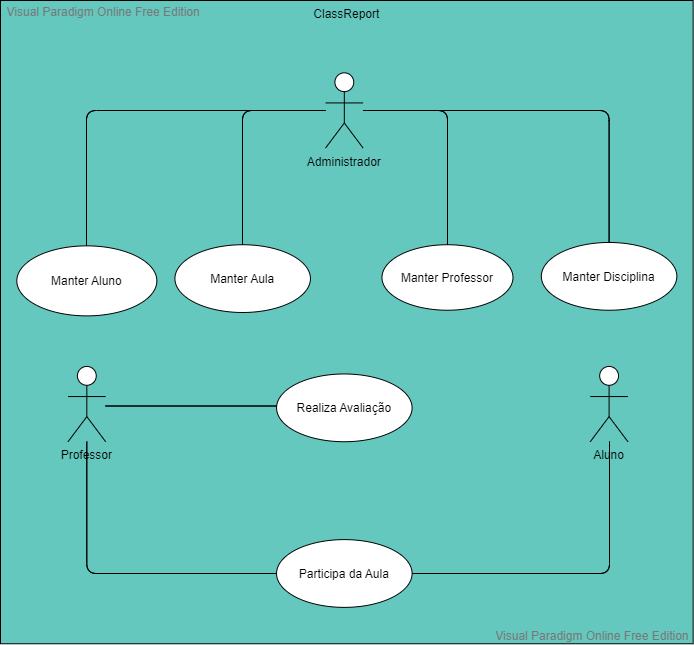 Visual Paradigm Online Free Edition
ClassReport
Administrador
Manter Aluno
Manter Aula
Manter Professor
Manter Disciplina
Realiza Avaliação
Professor
Aluno
Participa da Aula
Visual Paradigm Online Free Edition